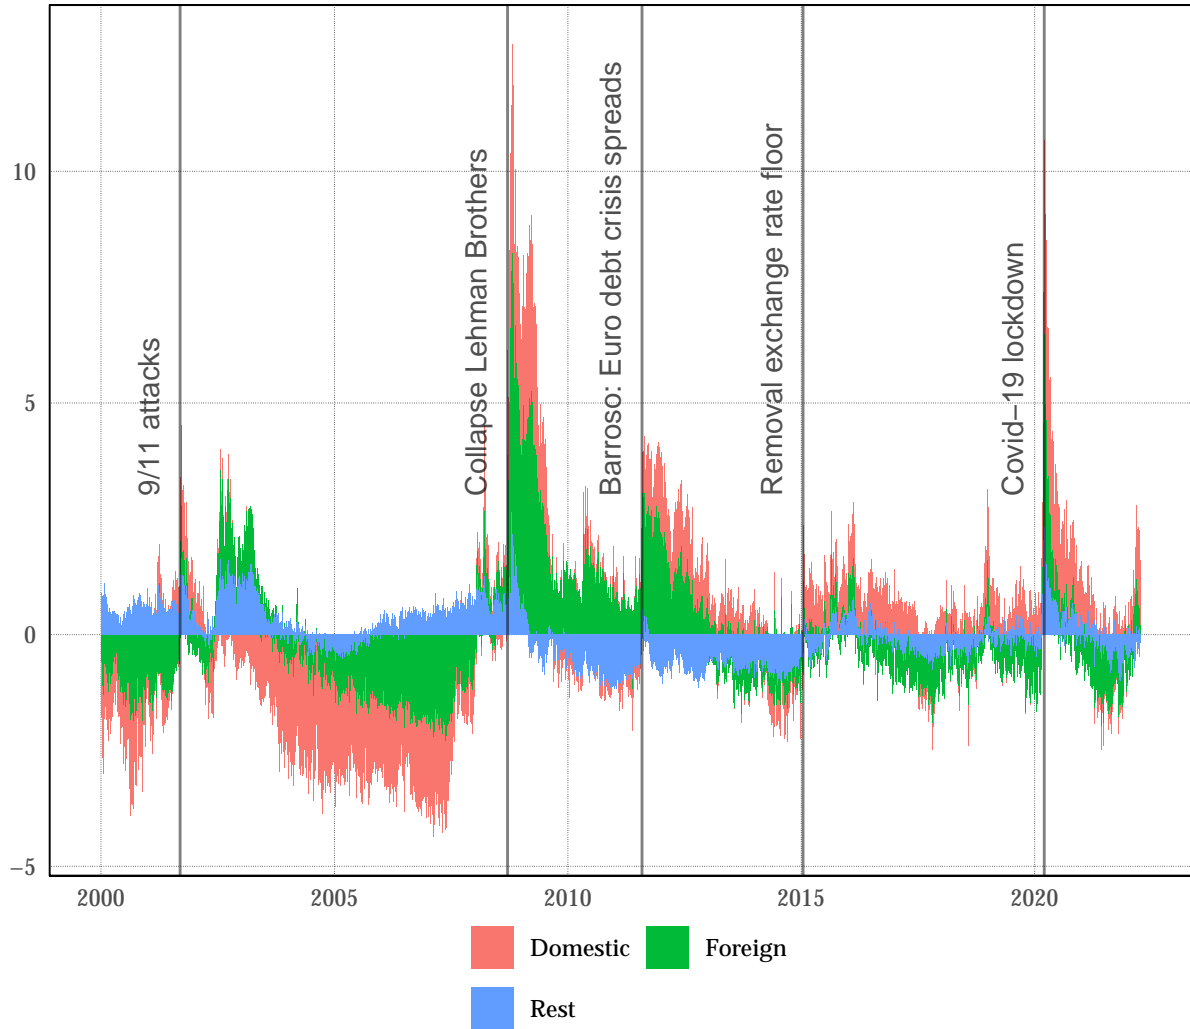 10
5
0
−5
9/11 attacks
Collapse Lehman Brothers
Barroso: Euro debt crisis spreads
Removal exchange rate floor
Covid−19 lockdown
2000
2005
2010
2015
2020
Domestic
Foreign
Rest